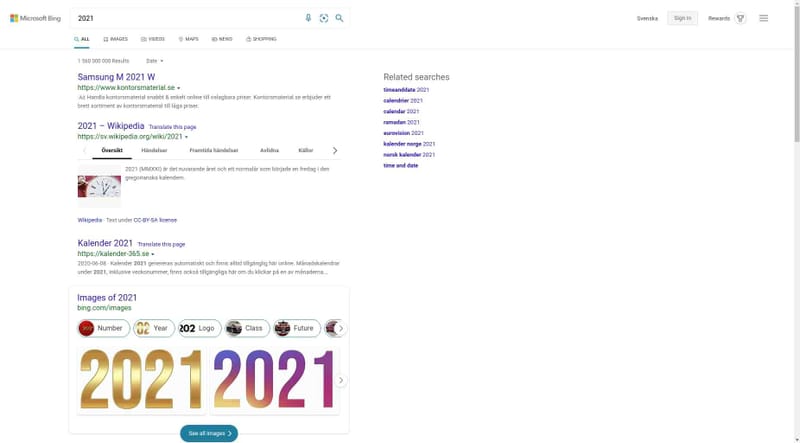 Microsoft Bing
2021
Svenska
Sign in
Rewards
ALL
IMAGES
VIDEOS
MAPS
NEWS
SHOPPING
1 560 000 000 Results
Date
Samsung M 2021 W
https://www.kontorsmaterial.se
Ad Handla kontorsmaterial snabbt & enkelt online till oslagbara priser. Kontorsmaterial.se erbjuder ett
brett sortiment av kontorsmaterial till låga priser.
2021 – Wikipedia Translate this page
https://sv.wikipedia.org/wiki/2021
Översikt
Händelser
Framtida händelser
Avlidna
Källor
2021 (MMXXI) är det nuvarande året och ett normalår som började en fredag i den
gregorianska kalendern.
Wikipedia · Text under CC-BY-SA license
Kalender 2021 Translate this page
https://kalender-365.se
2020-06-08 · Kalender 2021 genereras automatiskt och finns alltid tillgänglig här online. Månadskalendrar
under 2021, inklusive veckonummer, finns också tillgängliga här om du klickar på en av månaderna...
Images of 2021
bing.com/images
Number
Year
Logo
Class
Future
2021
2021
See all images
Related searches
timeanddate 2021
calendrier 2021
calendar 2021
ramadan 2021
eurovision 2021
kalender norge 2021
norsk kalender 2021
time and date